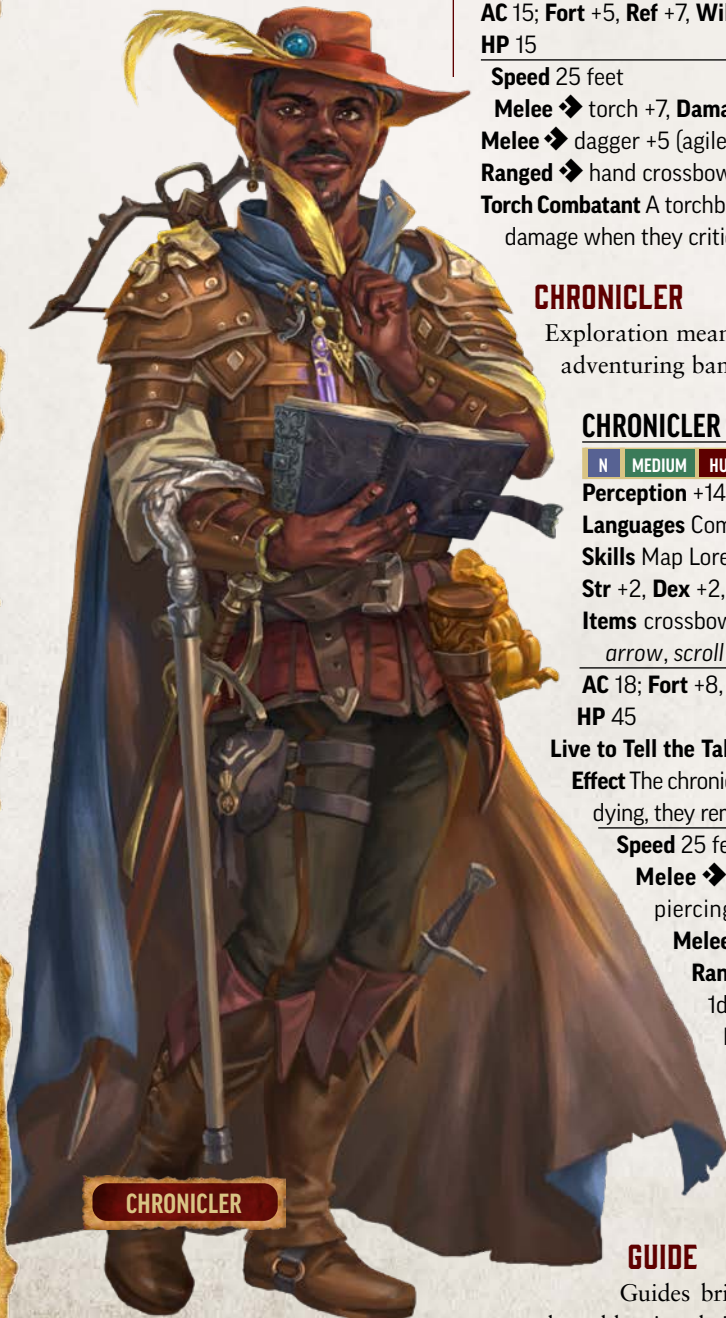 AC 15; Fort +5, Ref +7, Wil
HP 15
Speed 25 feet
Melee torch +7, Dama
Melee dagger +5 (agile
Ranged hand crossbow
Torch Combatant A torchb
damage when they critic
CHRONICLER
Exploration mean
adventuring ban
CHRONICLER
N MEDIUM HU
Perception +14
Languages Com
Skills Map Lore
Str +2, Dex +2,
Items crossbow
arrow, scroll
AC 18; Fort +8,
HP 45
Live to Tell the Tal
Effect The chronic
dying, they rem
Speed 25 fe
Melee
piercing
Melee
Ran
1d
CHRONICLER
GUIDE
Guides bri